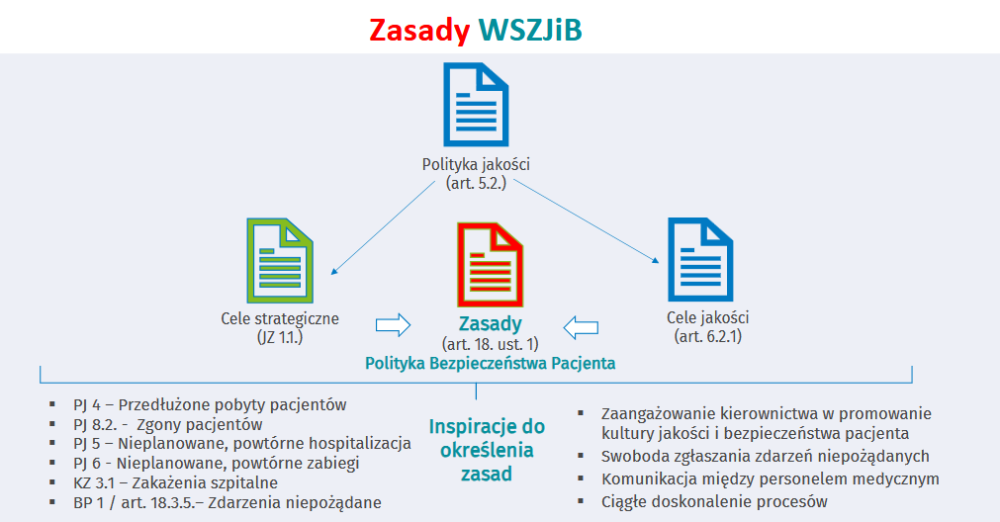 Zasady WSZJiB
Polityka jakości
(art. 5.2.)
Cele strategiczne
(JZ 1.1.)
Zasady
(art. 18. ust. 1)
Polityka Bezpieczeństwa Pacjenta
Cele jakości
(art. 6.2.1)
▪ PJ 4 – Przedłużone pobyty pacjentów
▪ PJ 8.2. - Zgony pacjentów
▪ PJ 5 – Nieplanowane, powtórne hospitalizacja
▪ PJ 6 - Nieplanowane, powtórne zabiegi
▪ KZ 3.1 – Zakażenia szpitalne
▪ BP 1 / art. 18.3.5.– Zdarzenia niepożądane
Inspiracje do
określenia
zasad
▪ Zaangażowanie kierownictwa w promowanie
kultury jakości i bezpieczeństwa pacjenta
▪ Swoboda zgłaszania zdarzeń niepożądanych
▪ Komunikacja między personelem medycznym
▪ Ciągłe doskonalenie procesów